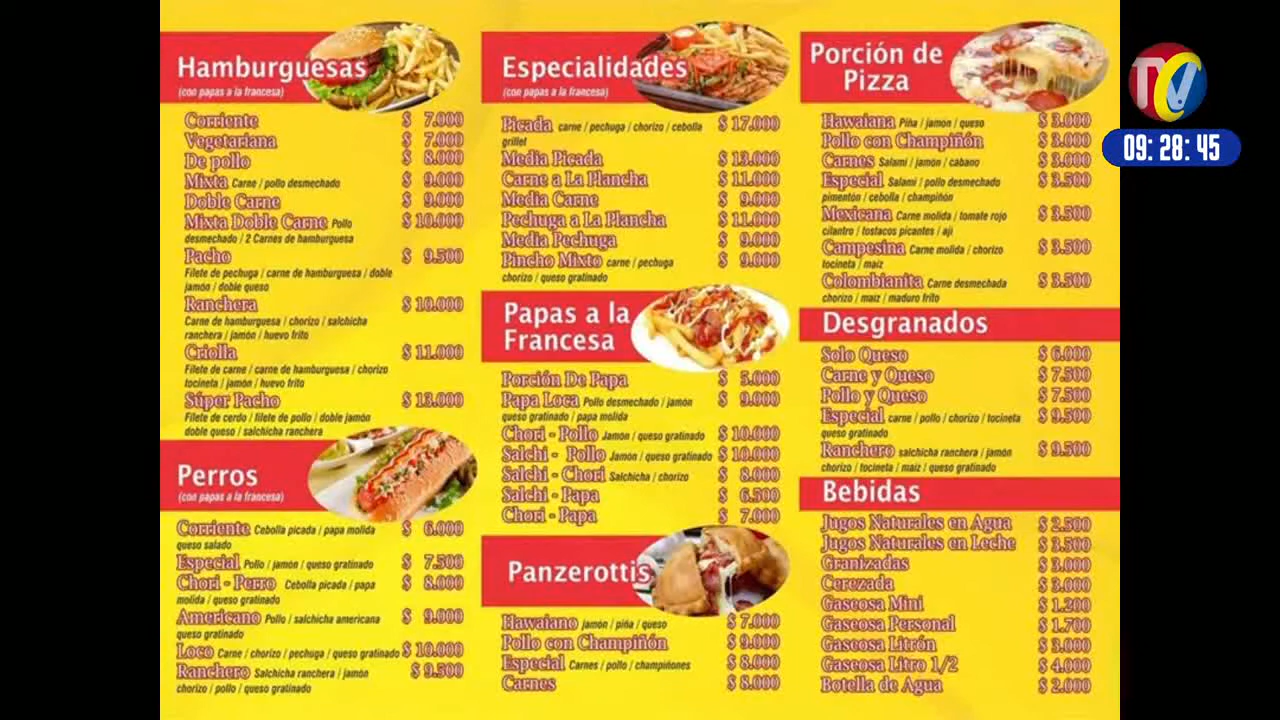 Hamburguesas
(con papas a la francesa)
Corriente $ 7.000
Vegetariana $ 7.000
De pollo $ 8.000
Mixta Carne / pollo desmechado $ 9.000
Doble Carne $ 9.000
Mixta Doble Carne Pollo $ 10.000
desmechado / 2 Carnes de hamburguesa
Pacho $ 9.500
Filete de pechuga / carne de hamburguesa / doble
jamón / doble queso
Ranchera $ 10.000
Carne de hamburguesa / chorizo / salchicha
ranchera / jamón / huevo frito
Criolla $ 11.000
Filete de carne / carne de hamburguesa / chorizo
tocineta / jamón / huevo frito
Súper Pacho $ 13.000
Filete de cerdo / filete de pollo / doble jamón
doble queso / salchicha ranchera
Perros
(con papas a la francesa)
Corriente Cebolla picada / papa molida $ 6.000
queso salado
Especial Pollo / jamón / queso gratinado $ 7.500
Chori - Perro Cebolla picada / papa $ 8.000
molida / queso gratinado
Americano Pollo / salchicha americana $ 9.000
queso gratinado
Loco Carne / chorizo / pechuga / queso gratinado $ 10.000
Ranchero Salchicha ranchera / jamón $ 9.500
chorizo / pollo / queso gratinado
Especialidades
(con papas a la francesa)
Picada carne / pechuga / chorizo / cebolla $ 17.000
grillet
Media Picada $ 13.000
Carne a La Plancha $ 11.000
Media Carne $ 9.000
Pechuga a La Plancha $ 11.000
Media Pechuga $ 9.000
Pincho Mixto carne / pechuga $ 9.000
chorizo / queso gratinado
Papas a la
Francesa
Porción De Papa $ 5.000
Papa Loca Pollo desmechado / jamón $ 9.000
queso gratinado / papa molida
Chori - Pollo Jamón / queso gratinado $ 10.000
Salchi - Pollo Jamón / queso gratinado $ 10.000
Salchi - Chori Salchicha / chorizo $ 8.000
Salchi - Papa $ 6.500
Chori - Papa $ 7.000
Panzerottis
Hawaiano jamón / piña / queso $ 7.000
Pollo con Champiñón $ 9.000
Especial Carnes / pollo / champiñones $ 8.000
Carnes $ 8.000
Porción de
Pizza
Hawaiana Piña / jamón / queso $ 3.000
Pollo con Champiñón $ 3.000
Carnes Salami / jamón / cabano $ 3.000
Especial Salami / pollo desmechado $ 3.500
pimentón / cebolla / champiñón
Mexicana Carne molida / tomate rojo $ 3.500
cilantro / tostacos picantes / aji
Campesina Carne molida / chorizo $ 3.500
tocineta / maiz
Colombianita Carne desmechada $ 3.500
chorizo / maiz / maduro frito
Desgranados
Solo Queso $ 6.000
Carne y Queso $ 7.500
Pollo y Queso $ 7.500
Especial carne / pollo / chorizo / tocineta $ 9.500
queso gratinado
Ranchero salchicha ranchera / jamón $ 9.500
chorizo / tocineta / maiz / queso gratinado
Bebidas
Jugos Naturales en Agua $ 2.500
Jugos Naturales en Leche $ 3.500
Granizadas $ 3.000
Cerezada $ 3.000
Gaseosa Mini $ 1.200
Gaseosa Personal $ 1.700
Gaseosa Litrón $ 3.000
Gaseosa Litro 1/2 $ 4.000
Botella de Agua $ 2.000
TVC
09: 28: 45